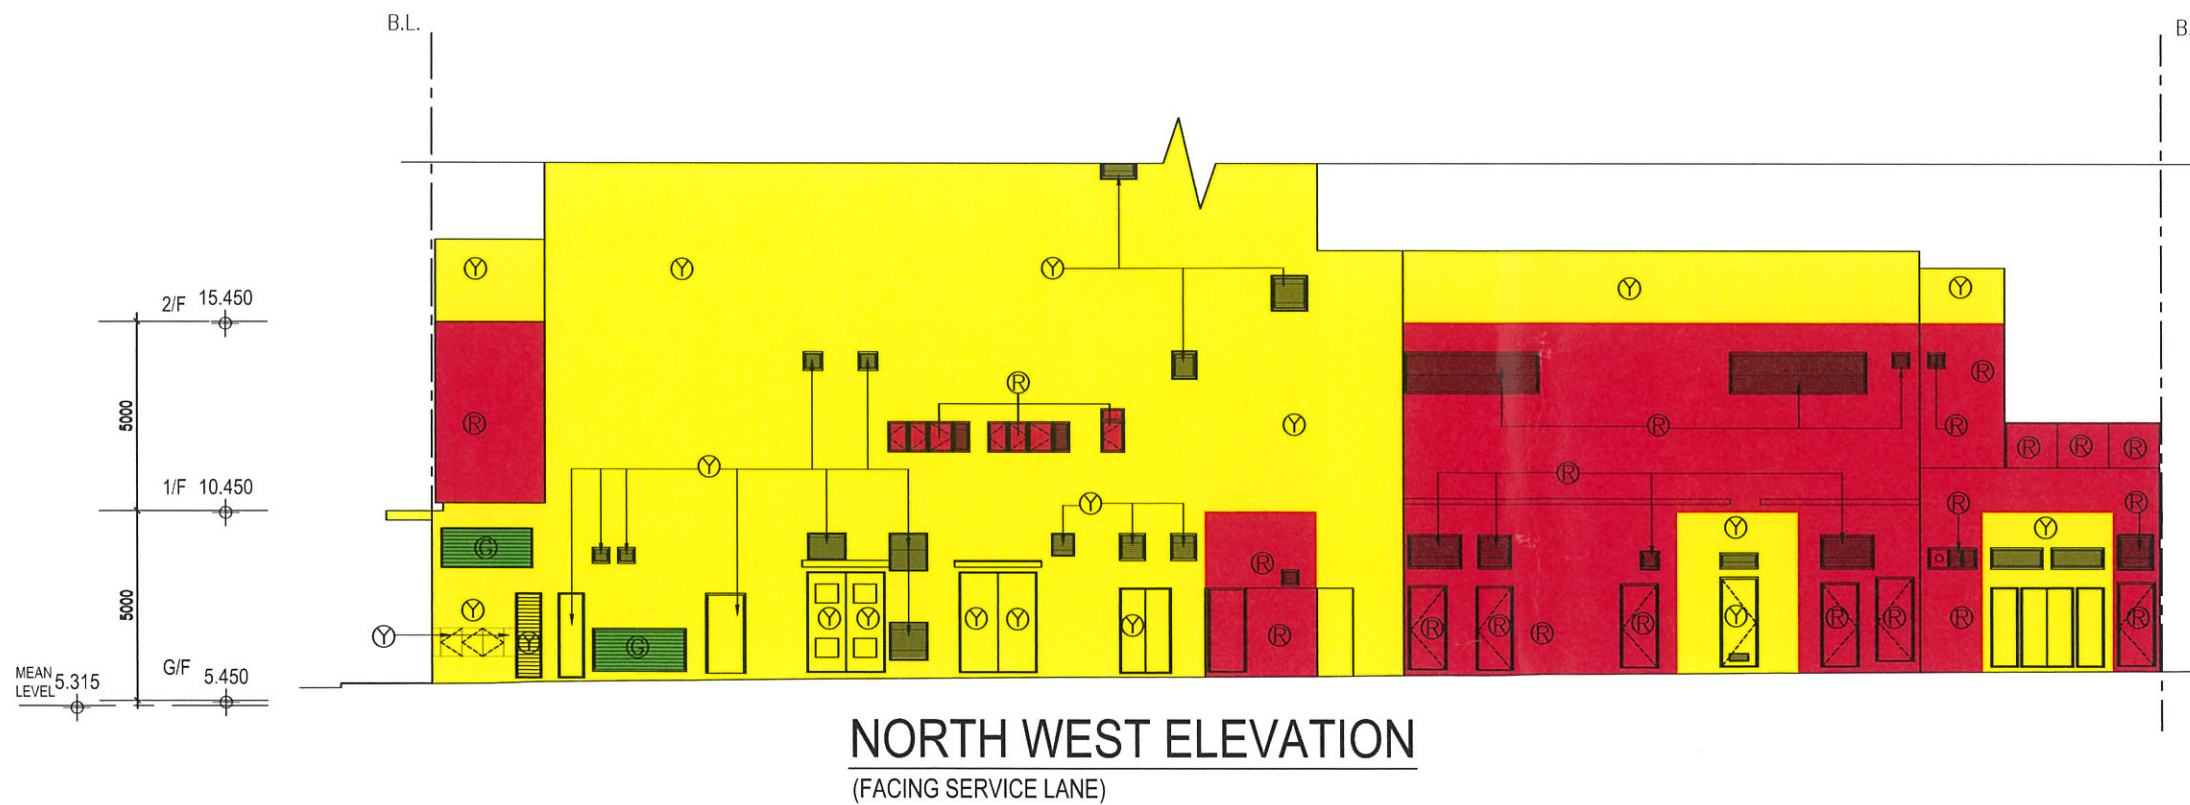 B.L.
B.
Y
Y
Y
Y
Y
2/F 15.450
R
R
5000
R
Y
R
R
R
R
R
Y
R
1/F 10.450
Y
R
R
Y
Y
G
R
5000
Y
Y
Y
Y
Y
Y
Y
Y
Y
R
R
R
R
R
Y
R
R
R
R
G
MEAN
LEVEL 5.315
G/F 5.450
NORTH WEST ELEVATION
(FACING SERVICE LANE)